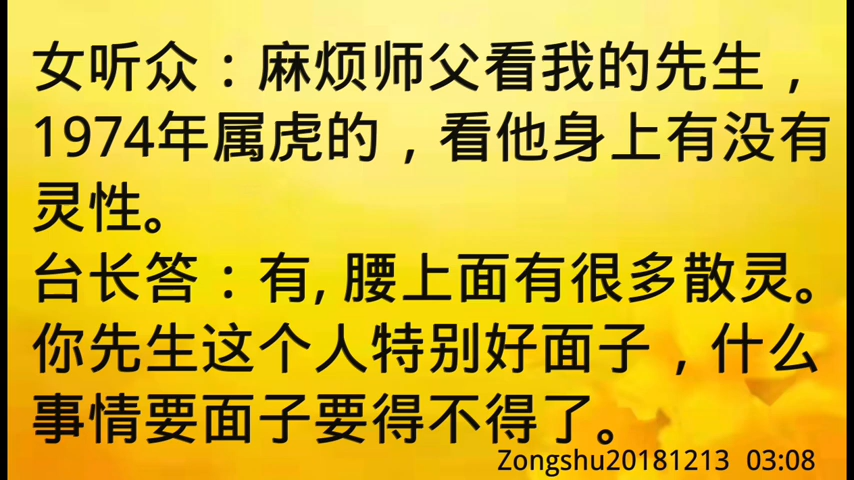 女听众：麻烦师父看我的先生，
1974年属虎的，看他身上有没有
灵性。
台长答：有, 腰上面有很多散灵。
你先生这个人特别好面子，什么
事情要面子要得不得了。
Zongshu20181213 03:08